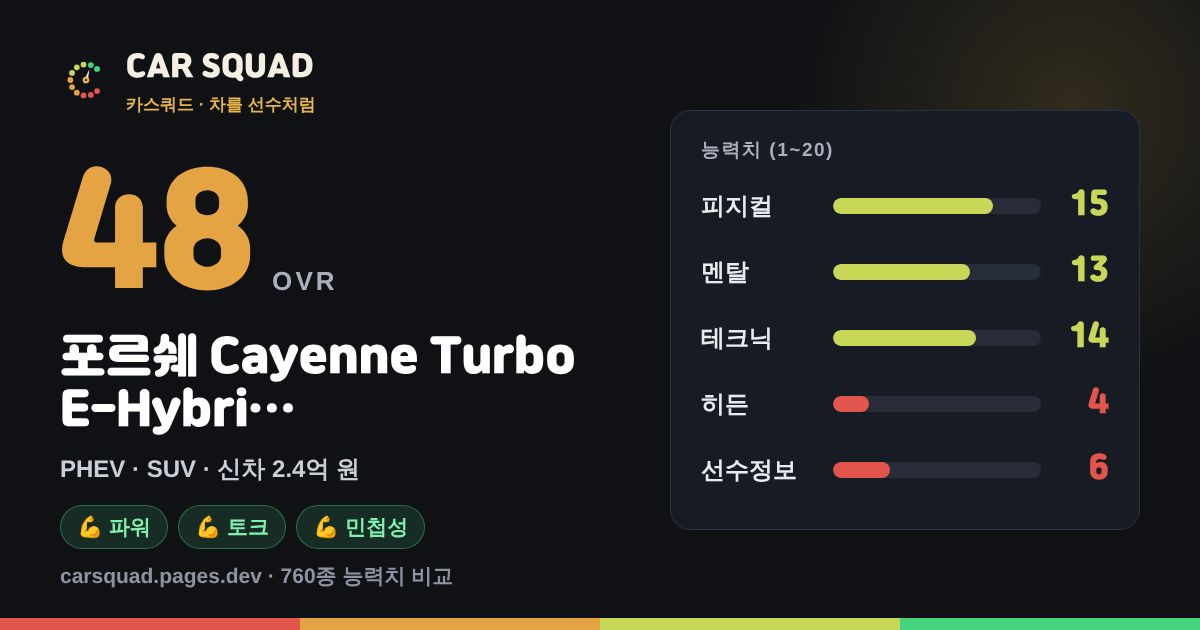 CAR SQUAD
카스쿼드 · 차를 선수처럼
48 OVR
포르쉐 Cayenne Turbo
E-Hybri…
PHEV · SUV · 신차 2.4억 원
💪 파워 💪 토크 💪 민첩성
carsquad.pages.dev · 760종 능력치 비교
능력치 (1~20)
피지컬 15
멘탈 13
테크닉 14
히든 4
선수정보 6